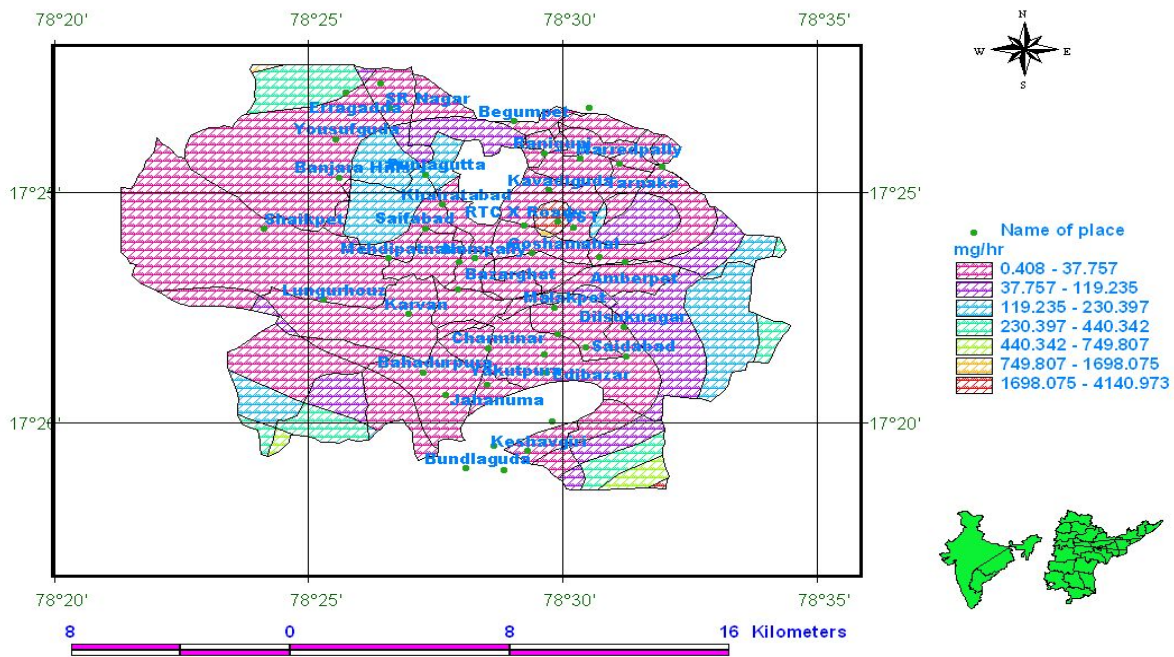 78°20' 78°25' 78°30' 78°35'
N
W E
S
SR Nagar
Erragadda
Begumpet
Yousufguda
Marredpally
Banjara Hills
Punjagutta
Kavadiguda
Tarnaka
17°25' 17°25'
Khairatabad
Shaikpet
Saifabad
RTC X Roads
Mehdipatnam
Nampally
Goshamahal
Name of place
mg/hr
0.408 - 37.757
37.757 - 119.235
119.235 - 230.397
230.397 - 440.342
440.342 - 749.807
749.807 - 1698.075
1698.075 - 4140.973
Bazarghat
Amberpet
Lungurhouz
Karvan
Malakpet
Dilsuknagar
Charminar
Saidabad
Bahadurpura
Yakutpura
Edibazar
Jahanuma
17°20' 17°20'
Keshavgiri
Bundlaguda
78°20' 78°25' 78°30' 78°35'
8 0 8 16 Kilometers